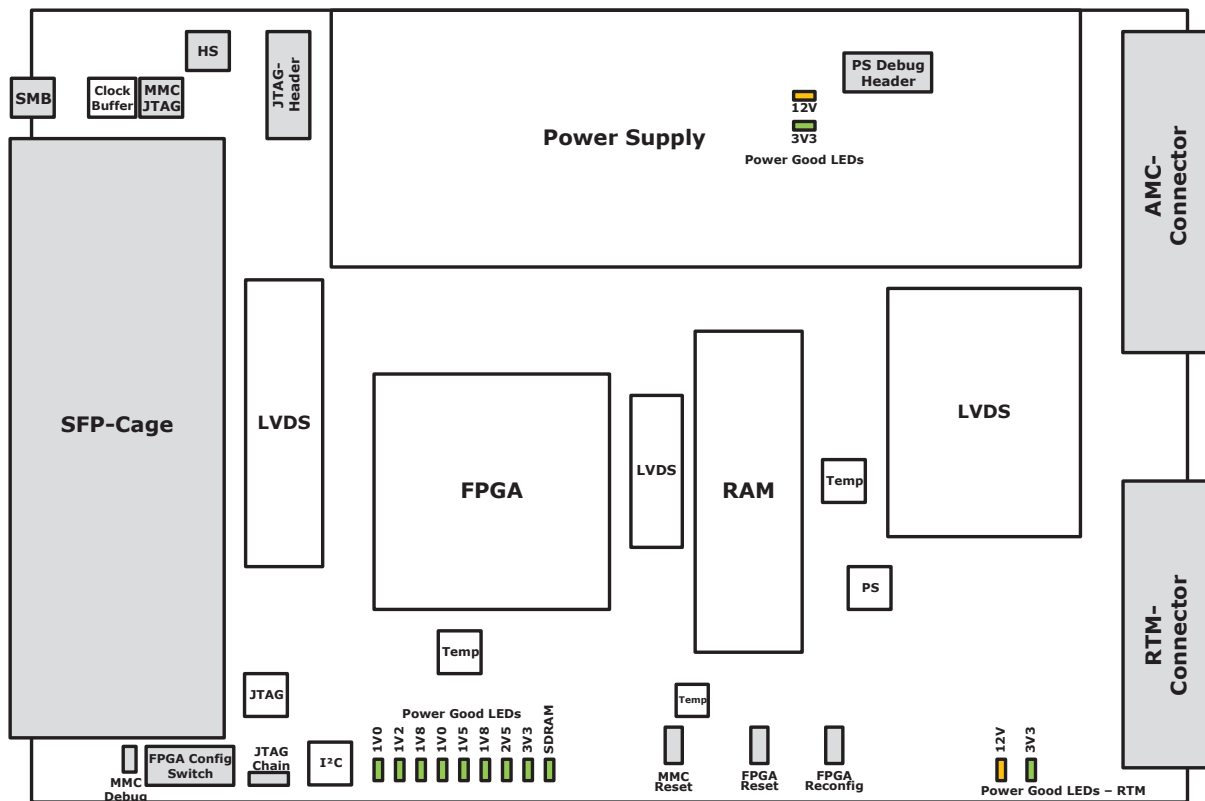 HS
JTAG-
Header
PS Debug
Header
SMB
Clock
Buffer
MMC
JTAG
12V
3V3
Power Good LEDs
Power Supply
AMC-
Connector
SFP-Cage
LVDS
FPGA
LVDS
RAM
Temp
LVDS
PS
RTM-
Connector
Temp
JTAG
Temp
Power Good LEDs
1V0
1V2
1V8
1V0
1V5
1V8
2V5
3V3
SDRAM
MMC
Debug
FPGA Config
Switch
JTAG
Chain
I²C
MMC
Reset
FPGA
Reset
FPGA
Reconfig
12V
3V3
Power Good LEDs – RTM